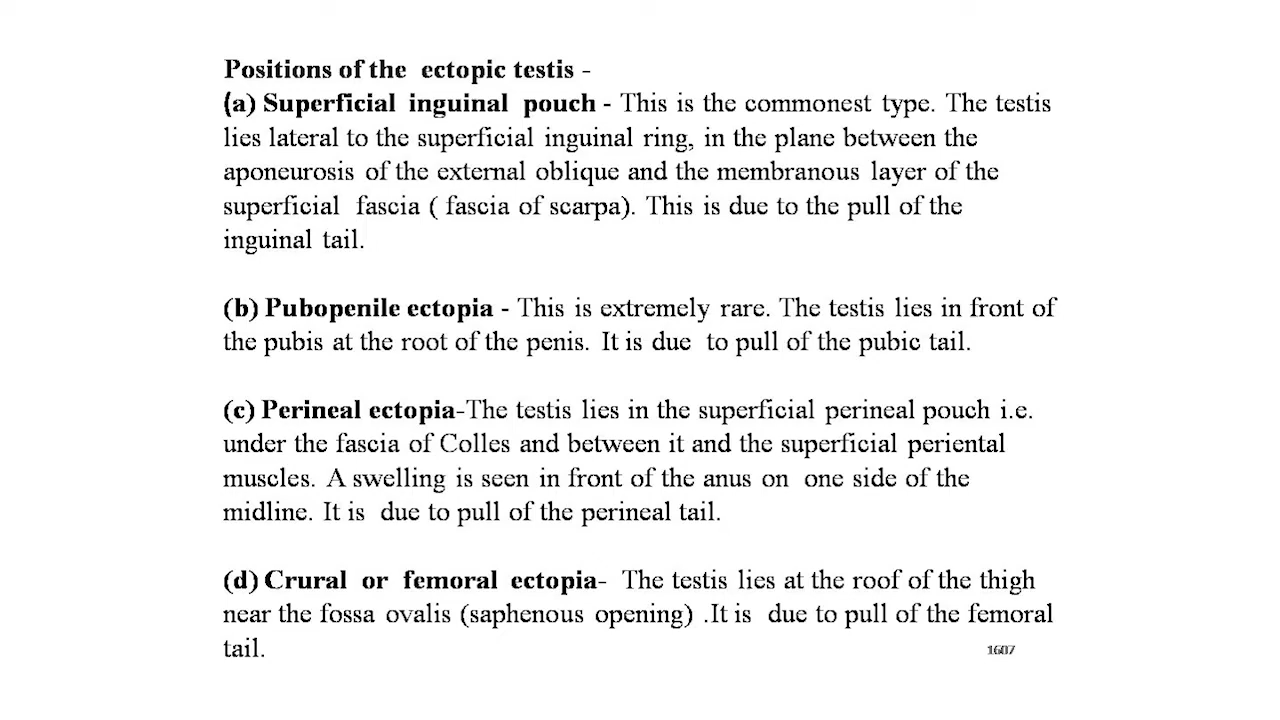 Positions of the ectopic testis -
(a) Superficial inguinal pouch - This is the commonest type. The testis
lies lateral to the superficial inguinal ring, in the plane between the
aponeurosis of the external oblique and the membranous layer of the
superficial fascia ( fascia of scarpa). This is due to the pull of the
inguinal tail.
(b) Pubopenile ectopia - This is extremely rare. The testis lies in front of
the pubis at the root of the penis. It is due to pull of the pubic tail.
(c) Perineal ectopia-The testis lies in the superficial perineal pouch i.e.
under the fascia of Colles and between it and the superficial periental
muscles. A swelling is seen in front of the anus on one side of the
midline. It is due to pull of the perineal tail.
(d) Crural or femoral ectopia- The testis lies at the roof of the thigh
near the fossa ovalis (saphenous opening) .It is due to pull of the femoral
tail.
1607